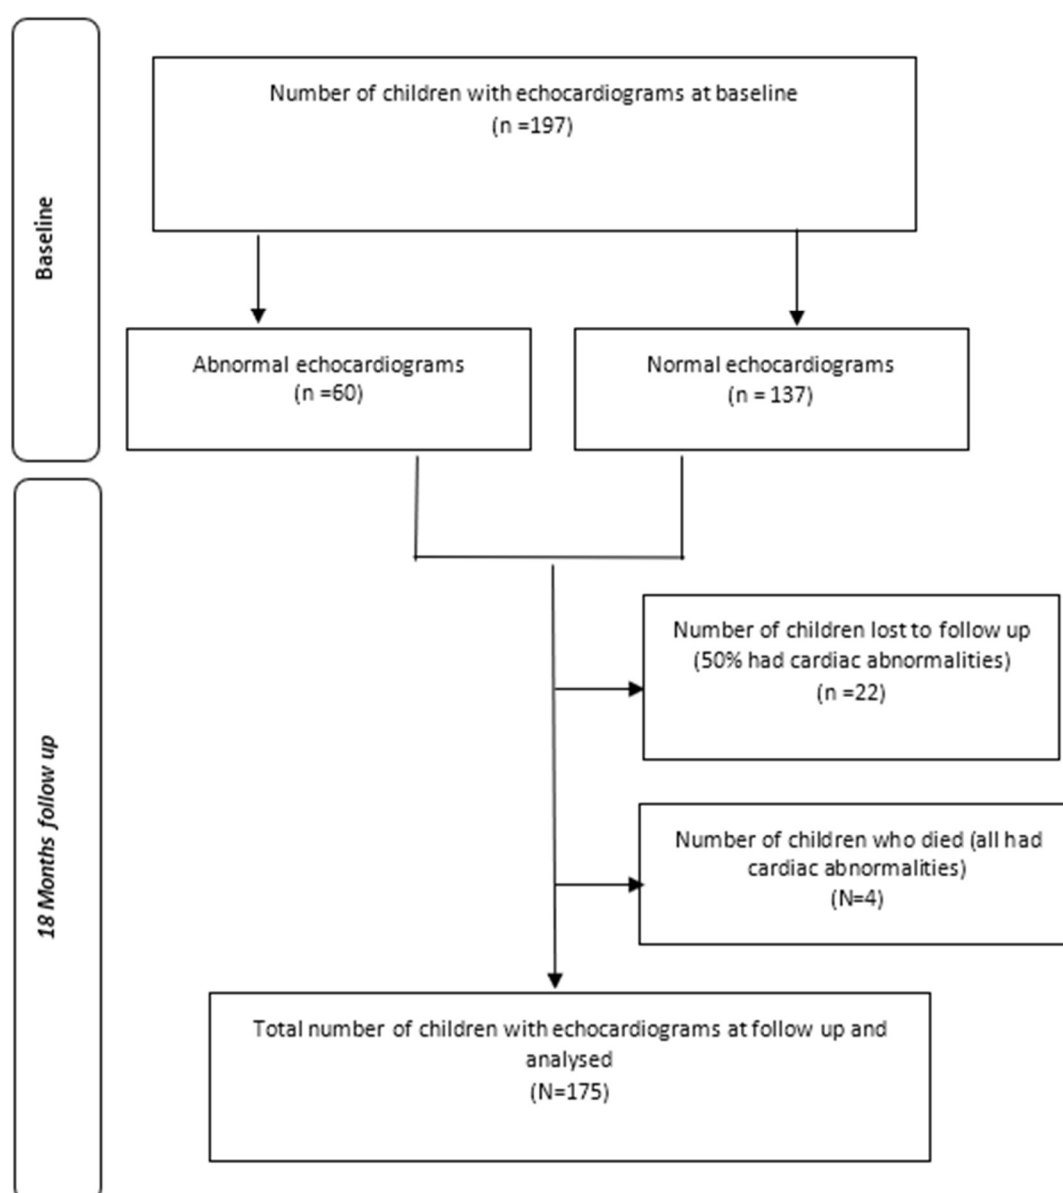 Baseline
Number of children with echocardiograms at baseline
(n =197)
Abnormal echocardiograms
(n =60)
Normal echocardiograms
(n = 137)
18 Months follow up
Number of children lost to follow up
(50% had cardiac abnormalities)
(n =22)
Number of children who died (all had
cardiac abnormalities)
(N=4)
Total number of children with echocardiograms at follow up and
analysed
(N=175)